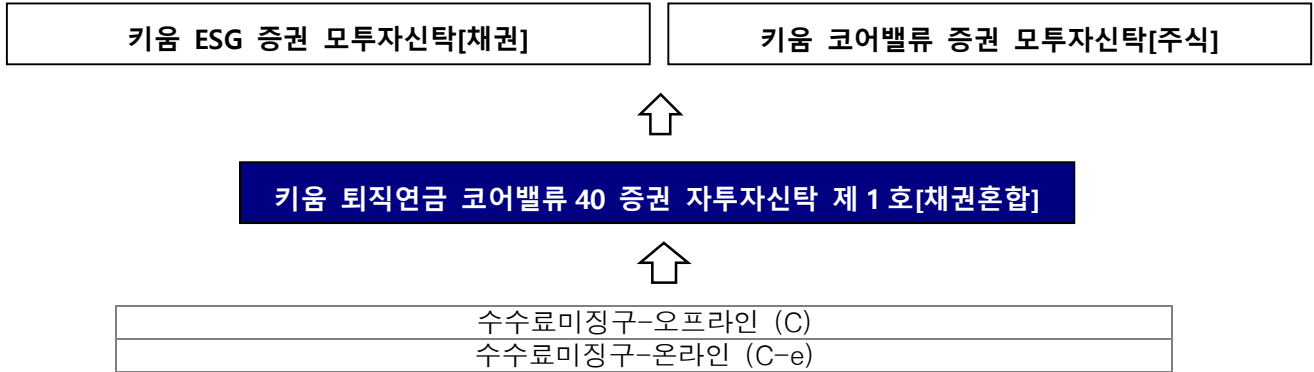 키움 ESG 증권 모투자신탁[채권]
키움 코어밸류 증권 모투자신탁[주식]
키움 퇴직연금 코어밸류 40 증권 자투자신탁 제 1 호[채권혼합]
수수료미징구-오프라인 (C)
수수료미징구-온라인 (C-e)